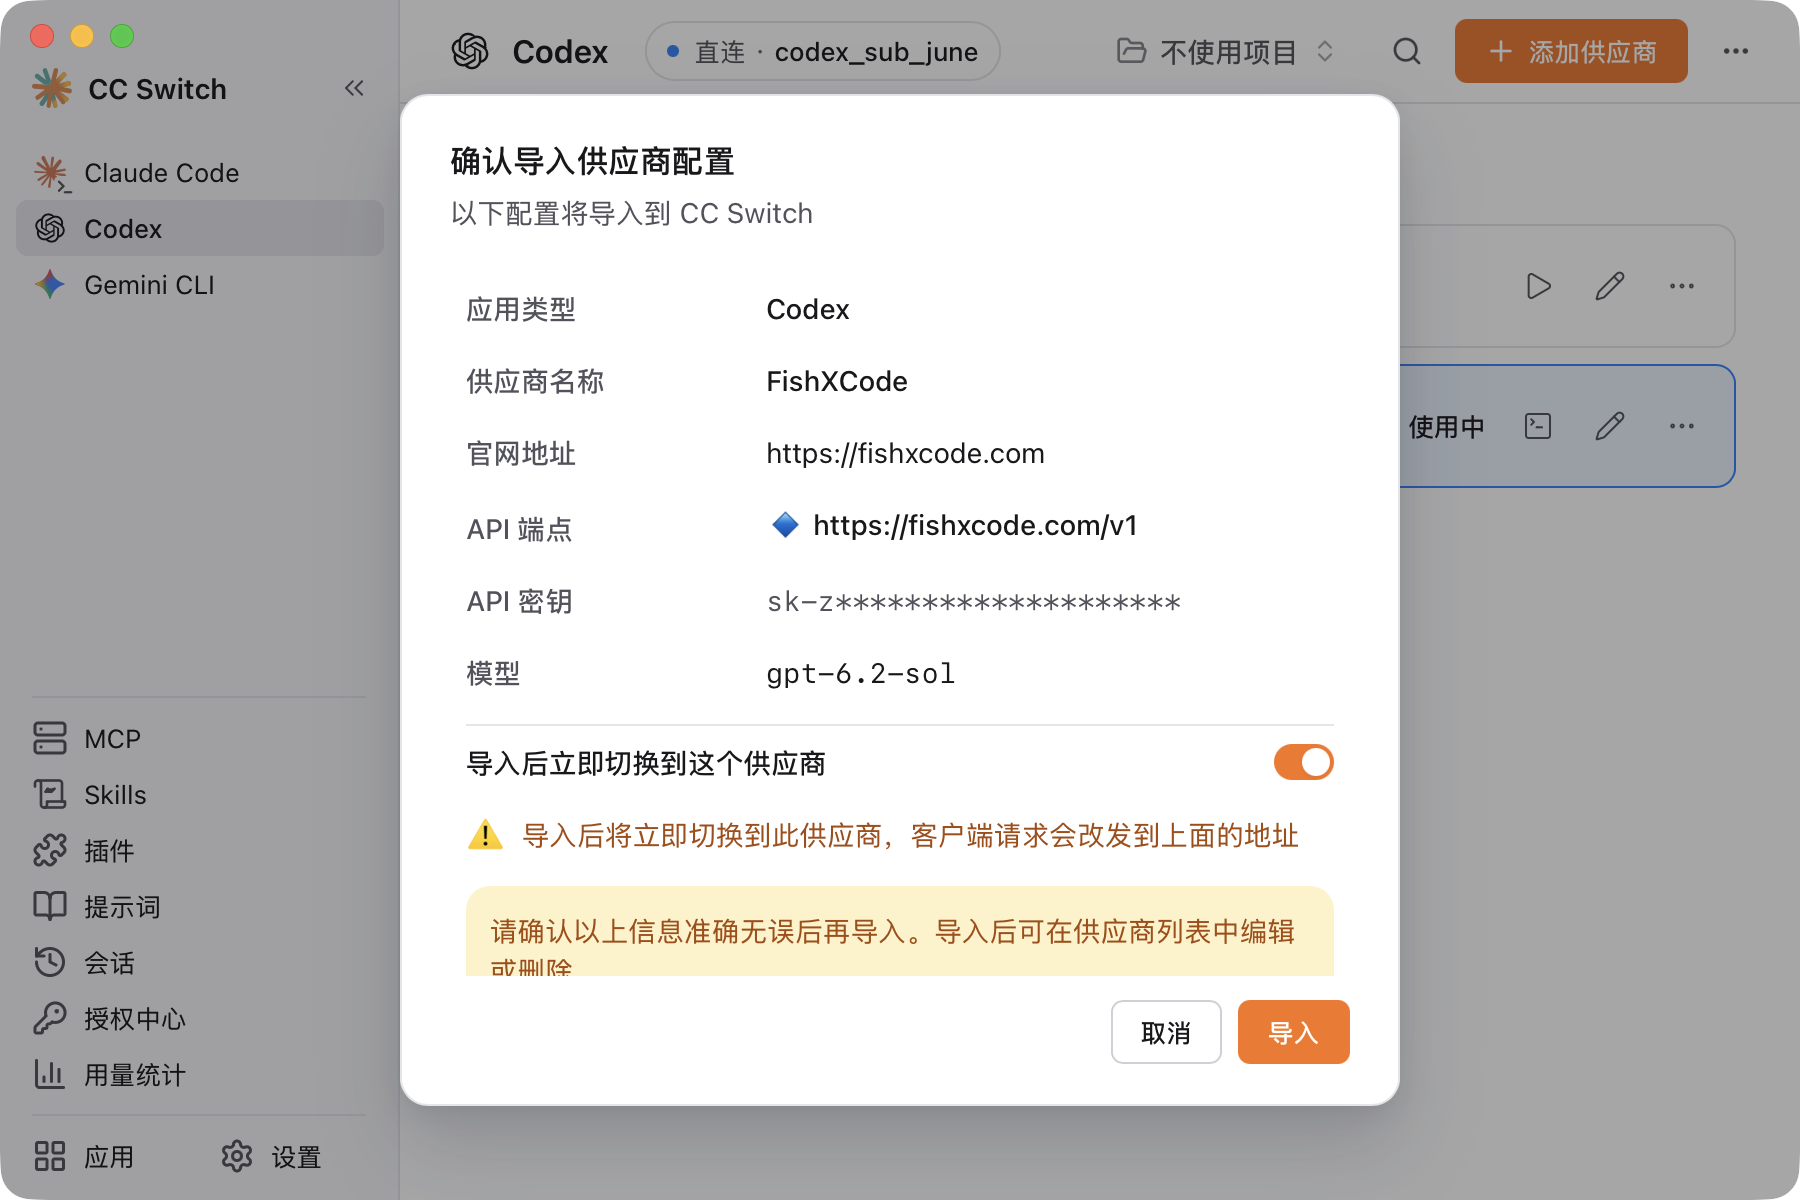 CC Switch
Claude Code
Codex
Gemini CLI
MCP
Skills
插件
提示词
会话
授权中心
用量统计
应用
设置
Codex
直连 · codex_sub_june
不使用项目
添加供应商
使用中
确认导入供应商配置
以下配置将导入到 CC Switch
应用类型 Codex
供应商名称 FishXCode
官网地址 https://fishxcode.com
API 端点 https://fishxcode.com/v1
API 密钥 sk-z********************
模型 gpt-6.2-sol
导入后立即切换到这个供应商
导入后将立即切换到此供应商，客户端请求会改发到上面的地址
请确认以上信息准确无误后再导入。导入后可在供应商列表中编辑
或删除
取消
导入